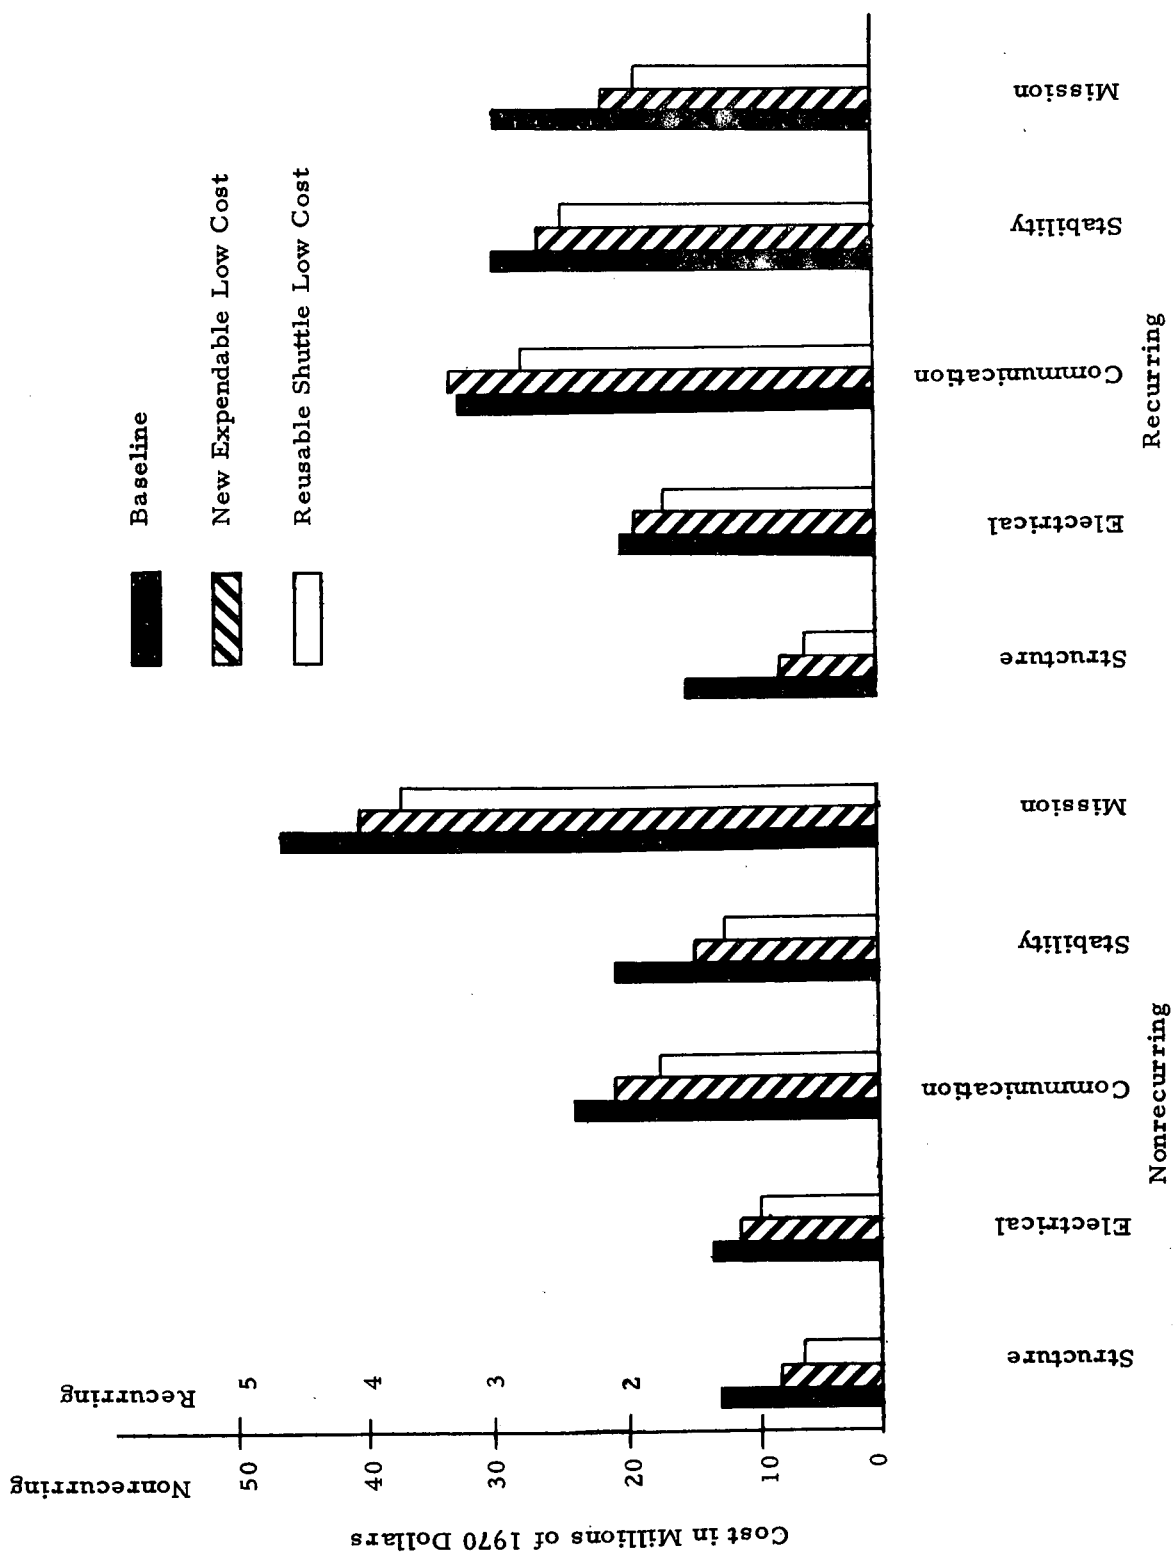 Baseline
New Expendable Low Cost
Reusable Shuttle Low Cost
Cost in Millions of 1970 Dollars
Nonrecurring
Recurring
50
40
30
20
10
0
5
4
3
2
Structure
Electrical
Communication
Stability
Mission
Structure
Electrical
Communication
Stability
Mission
Nonrecurring
Recurring